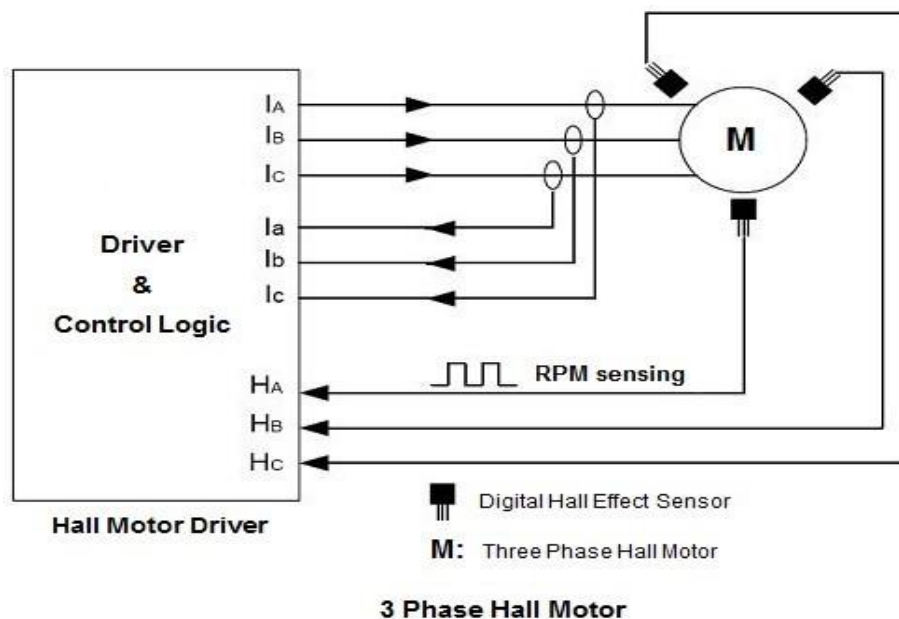 IA
IB
IC
Ia
Ib
Ic
Driver
&
Control Logic
HA
HB
HC
M
RPM sensing
Hall Motor Driver
Digital Hall Effect Sensor
M: Three Phase Hall Motor
3 Phase Hall Motor